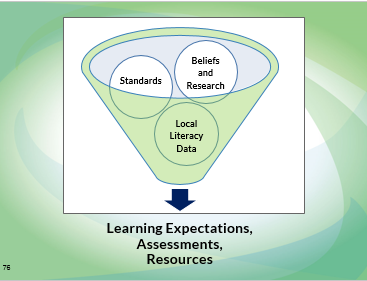 Standards
Beliefs
and
Research
Local
Literacy
Data
Learning Expectations,
Assessments,
Resources
76